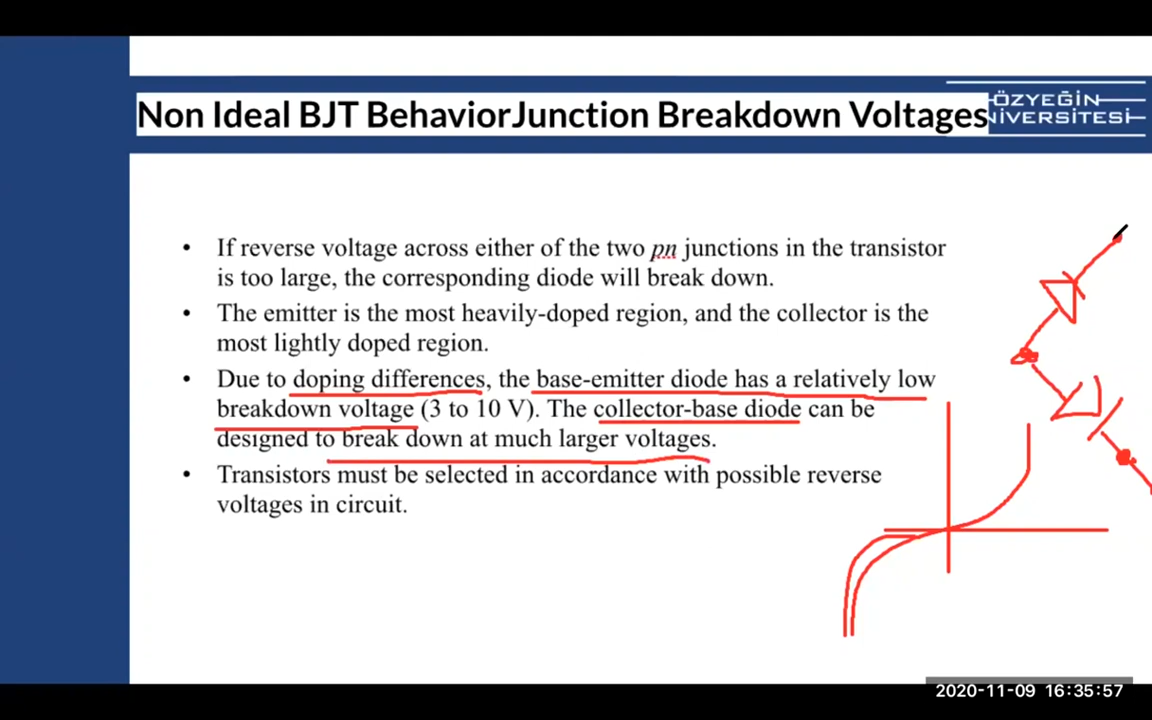 Non Ideal BJT BehaviorJunction Breakdown Voltages
ÖZYEĞİN
NİVERSİTESİ
• If reverse voltage across either of the two pn junctions in the transistor
is too large, the corresponding diode will break down.
• The emitter is the most heavily-doped region, and the collector is the
most lightly doped region.
• Due to doping differences, the base-emitter diode has a relatively low
breakdown voltage (3 to 10 V). The collector-base diode can be
designed to break down at much larger voltages.
• Transistors must be selected in accordance with possible reverse
voltages in circuit.
2020-11-09 16:35:57